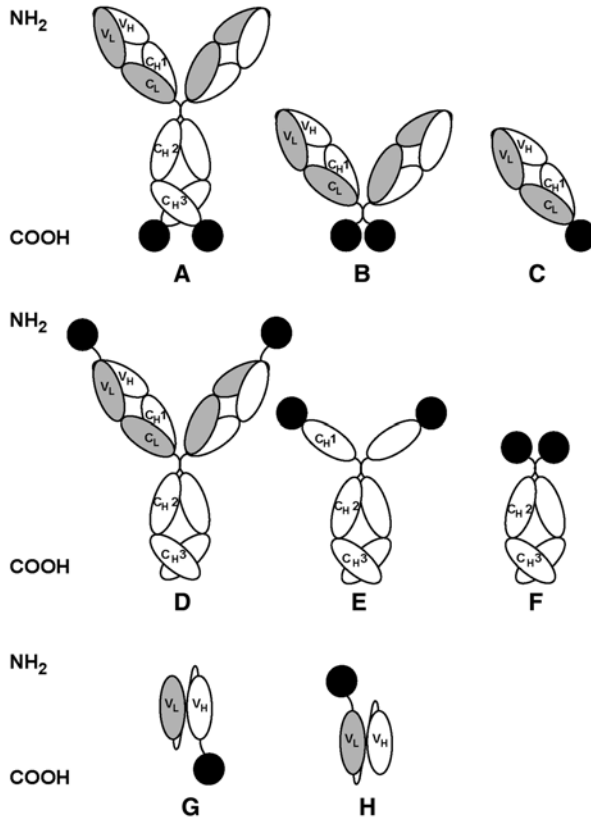 NH2
VL VH VL VH VL VH
CH1 CH1 CH1
CL CL CL
CH2
CH3
COOH
A B C
NH2
VL VH
CH1 CH1
CL
CH2 CH2 CH2
CH3 CH3 CH3
COOH
D E F
NH2
VL VH VL VH
COOH
G H